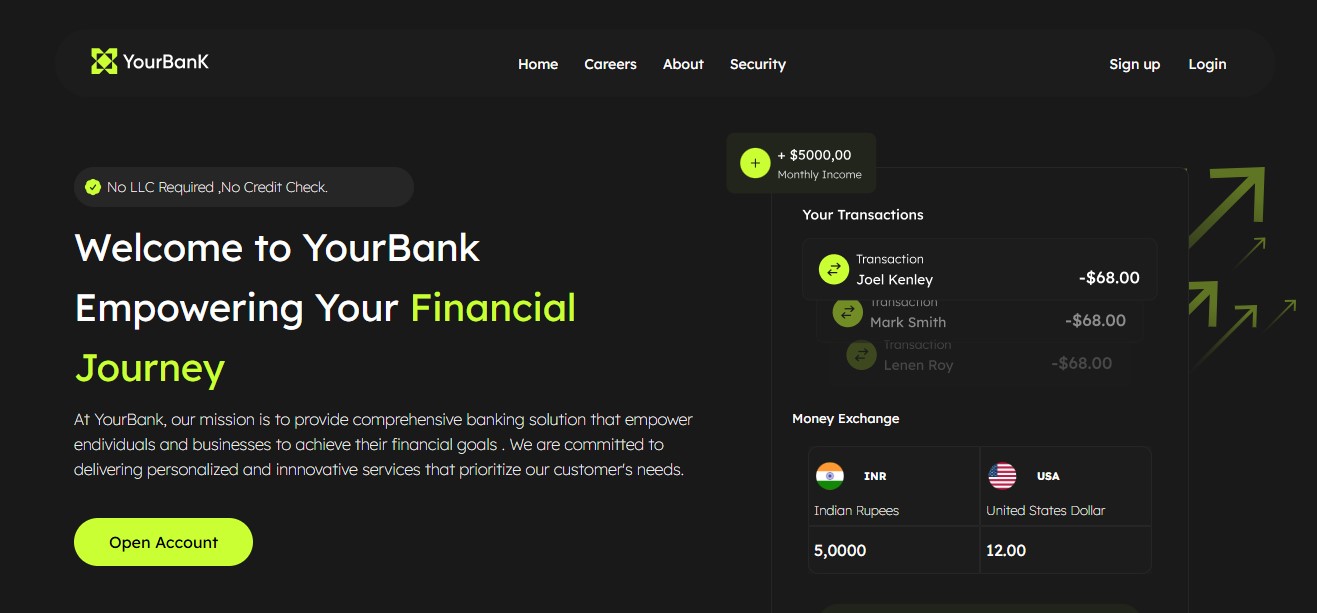 YourBanK
Home Careers About Security
Sign up Login
No LLC Required ,No Credit Check.
Welcome to YourBank
Empowering Your Financial
Journey
At YourBank, our mission is to provide comprehensive banking solution that empower
endividuals and businesses to achieve their financial goals . We are committed to
delivering personalized and innnovative services that prioritize our customer's needs.
Open Account
+ $5000,00
Monthly Income
Your Transactions
Transaction
Joel Kenley -$68.00
Transaction
Mark Smith -$68.00
Transaction
Lenen Roy -$68.00
Money Exchange
INR USA
Indian Rupees United States Dollar
5,0000 12.00